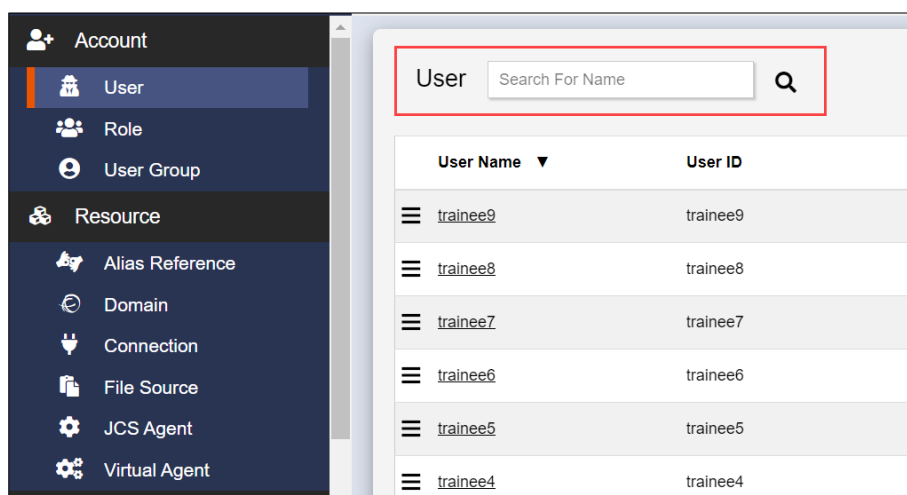 Account
User
Role
User Group
Resource
Alias Reference
Domain
Connection
File Source
JCS Agent
Virtual Agent
User Search For Name
User Name ▼ User ID
trainee9 trainee9
trainee8 trainee8
trainee7 trainee7
trainee6 trainee6
trainee5 trainee5
trainee4 trainee4